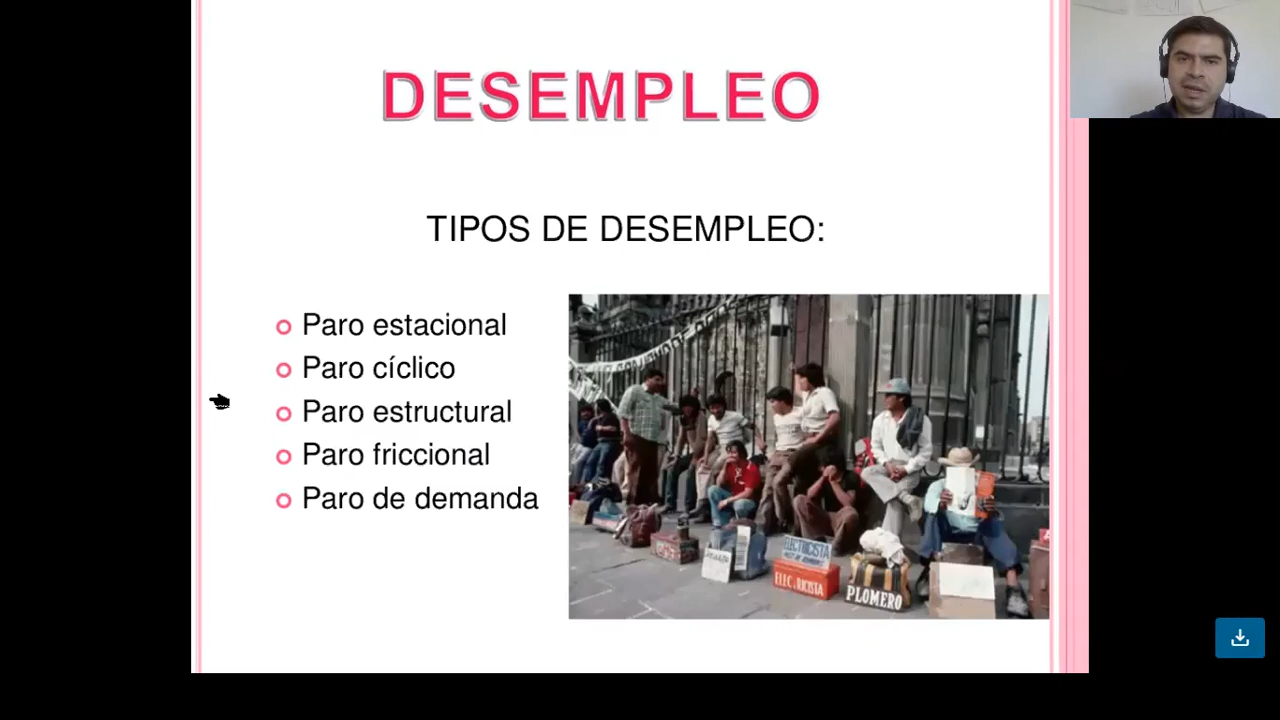 DESEMPLEO
TIPOS DE DESEMPLEO:
Paro estacional
Paro cíclico
Paro estructural
Paro friccional
Paro de demanda
ELECTRICISTA
PLOMERO